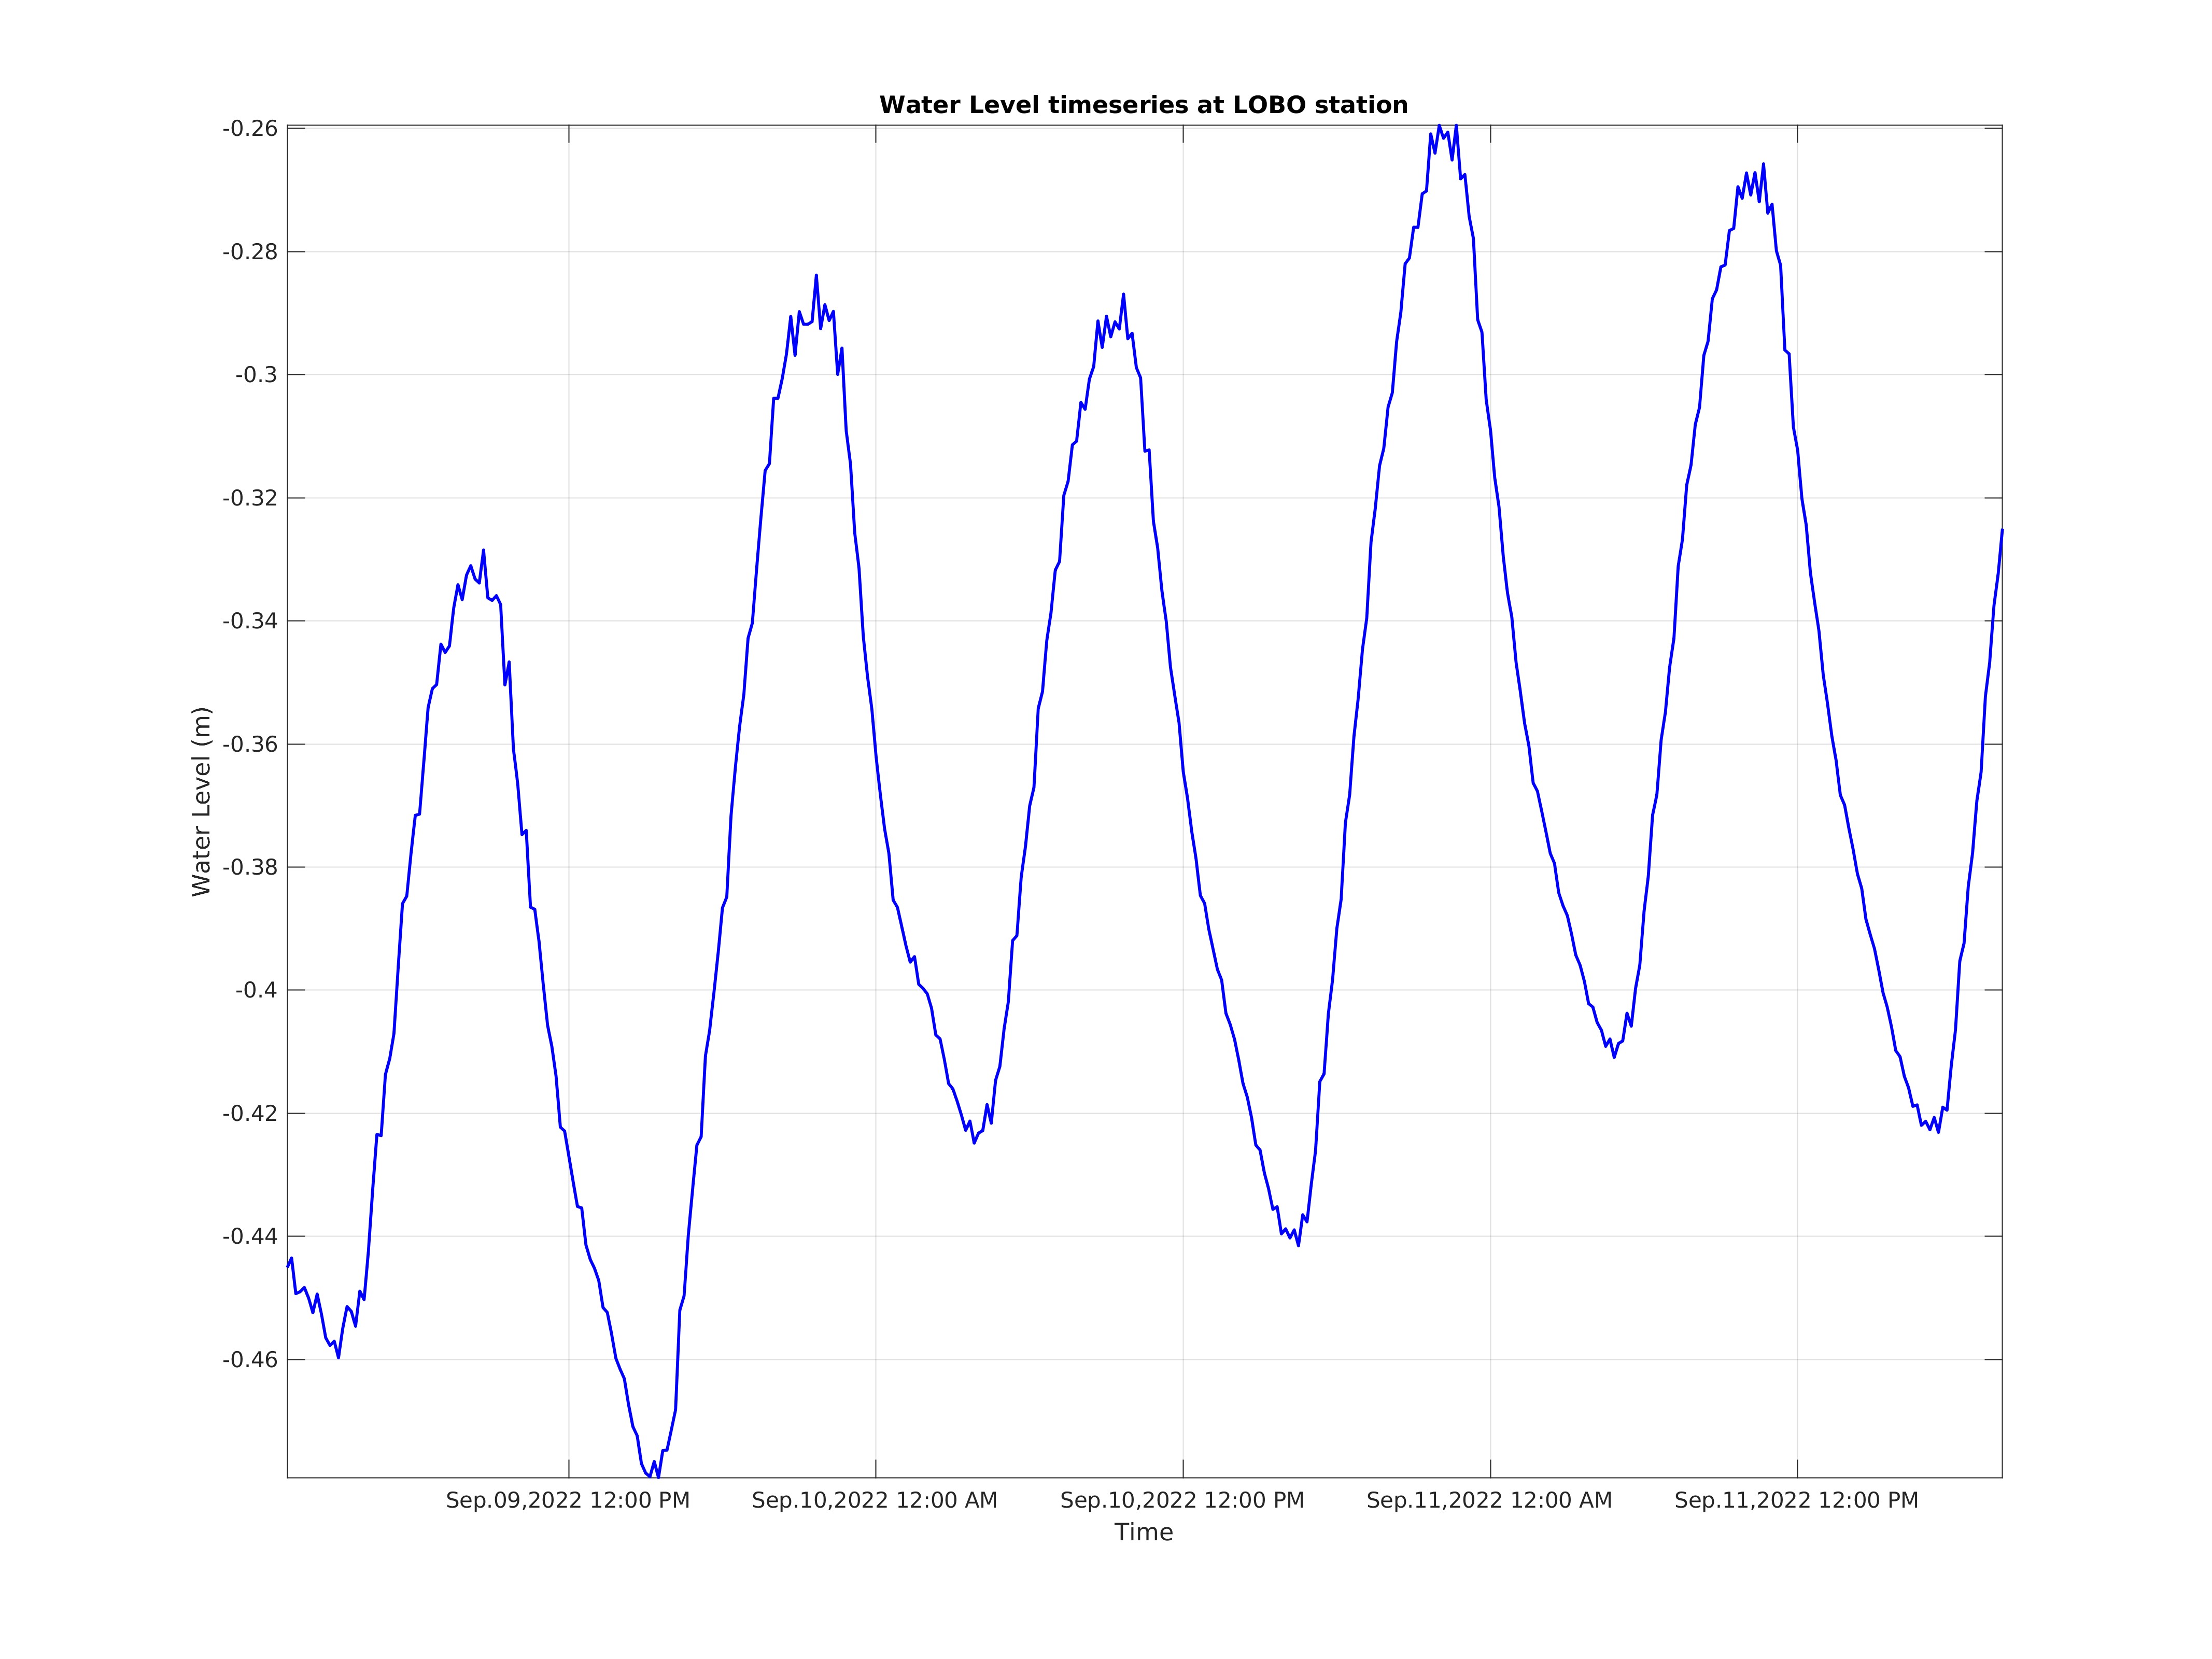 Water Level timeseries at LOBO station
-0.26
-0.28
-0.3
-0.32
-0.34
-0.36
-0.38
-0.4
-0.42
-0.44
-0.46
Water Level (m)
Sep.09,2022 12:00 PM
Sep.10,2022 12:00 AM
Sep.10,2022 12:00 PM
Sep.11,2022 12:00 AM
Sep.11,2022 12:00 PM
Time